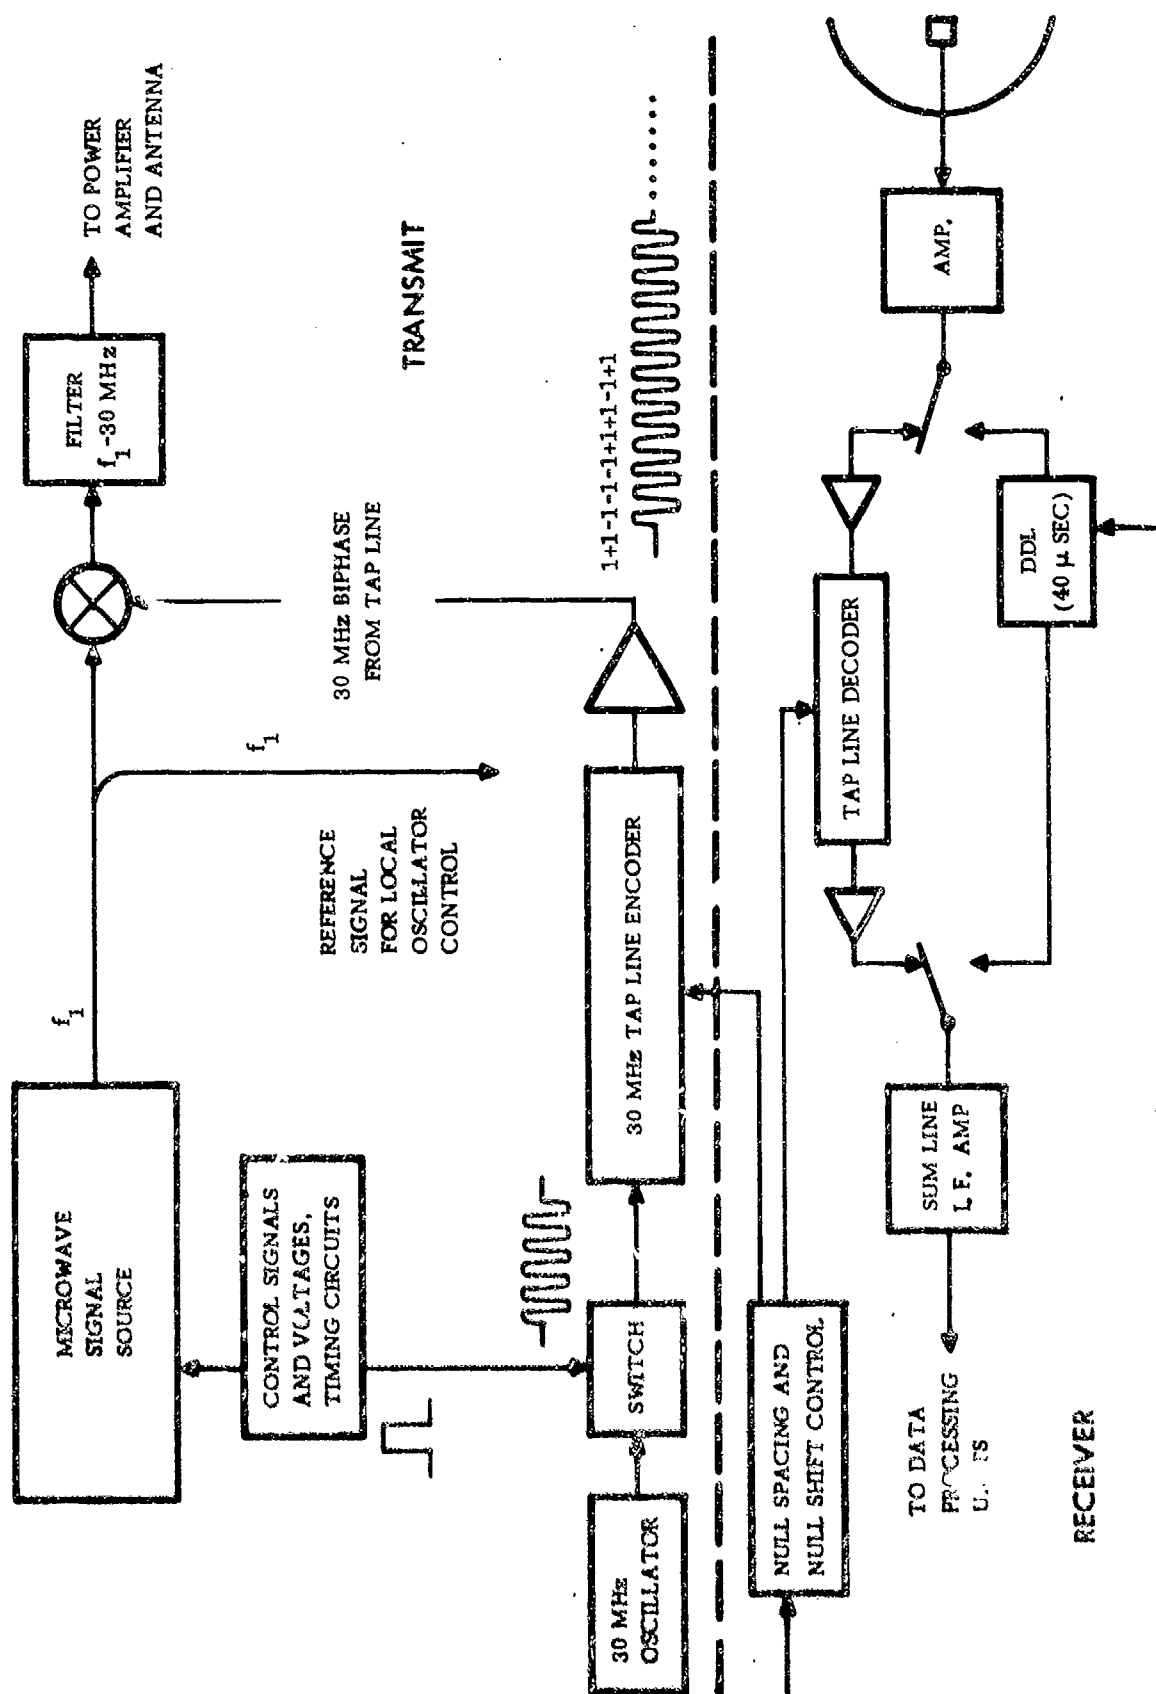 MICROWAVE
SIGNAL
SOURCE
f1
f1
FILTER
f1-30 MHz
TO POWER
AMPLIFIER
AND ANTENNA
CONTROL SIGNALS
AND VOLTAGES,
TIMING CIRCUITS
REFERENCE
SIGNAL
FOR LOCAL
OSCILLATOR
CONTROL
30 MHz BIPHASE
FROM TAP LINE
TRANSMIT
30 MHz
OSCILLATOR
SWITCH
30 MHz TAP LINE ENCODER
1+1-1-1-1+1+1-1+1
NULL SPACING AND
NULL SHIFT CONTROL
TAP LINE DECODER
AMP.
SUM LINE
I.F. AMP
DDL
(40 μ SEC)
TO DATA
PROCESSING
RECEIVER